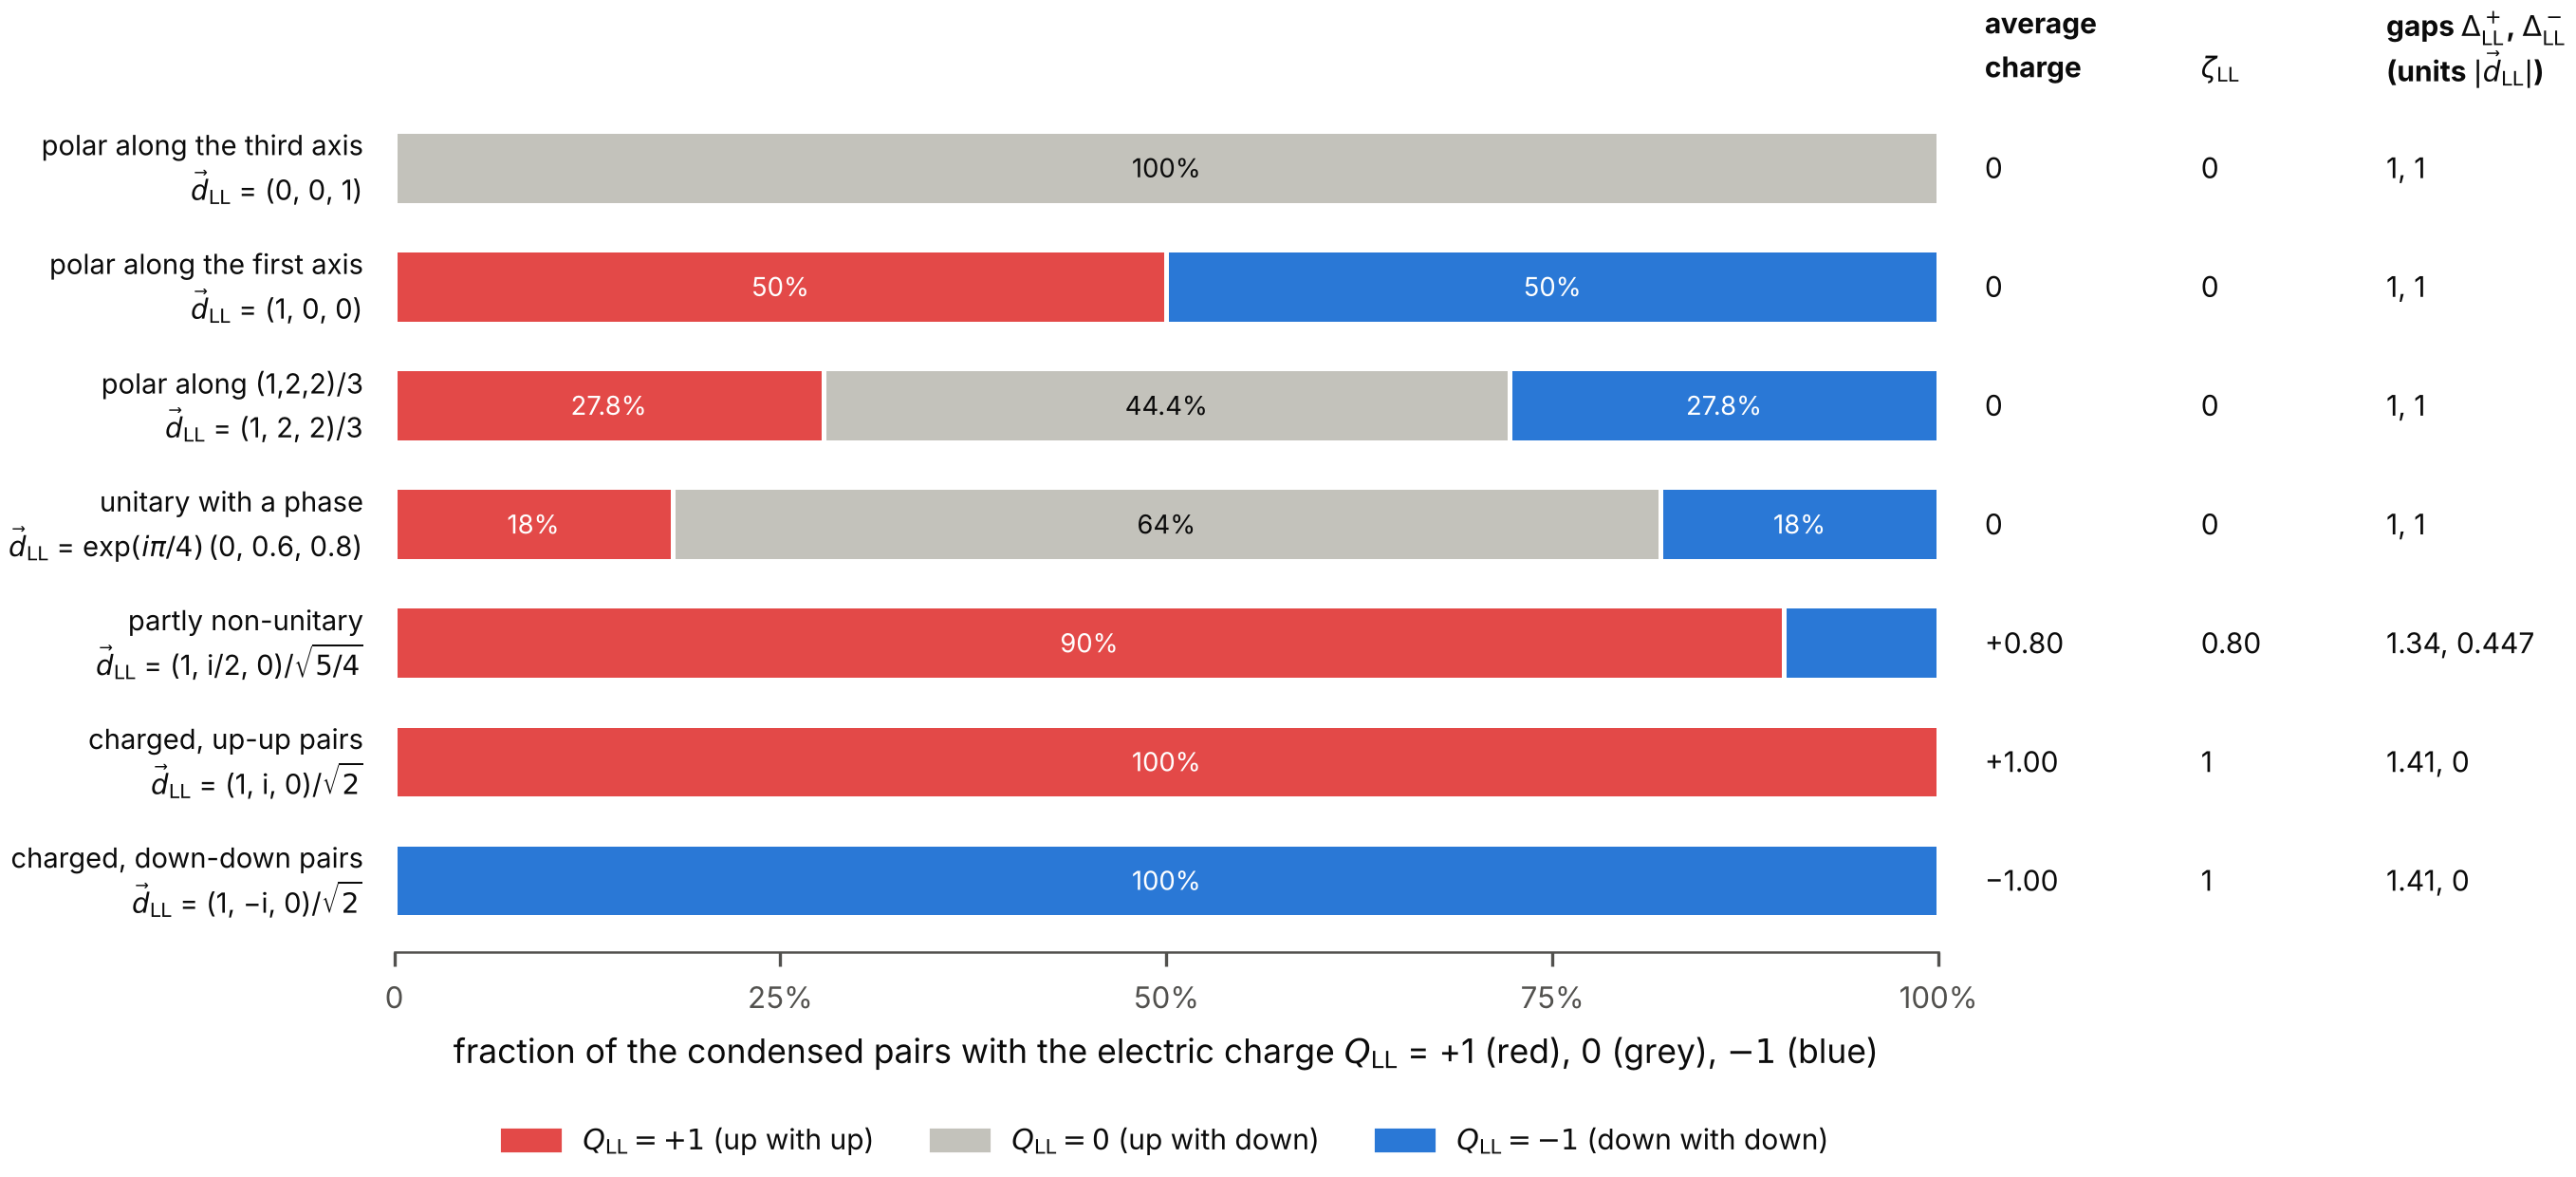 average
charge
ζLL
gaps Δ⁺LL, Δ⁻LL
(units |d⃗LL|)
polar along the third axis
d⃗LL = (0, 0, 1)
100%
0
0
1, 1
polar along the first axis
d⃗LL = (1, 0, 0)
50%
50%
0
0
1, 1
polar along (1,2,2)/3
d⃗LL = (1, 2, 2)/3
27.8%
44.4%
27.8%
0
0
1, 1
unitary with a phase
d⃗LL = exp(iπ/4) (0, 0.6, 0.8)
18%
64%
18%
0
0
1, 1
partly non-unitary
d⃗LL = (1, i/2, 0)/√5/4
90%
+0.80
0.80
1.34, 0.447
charged, up-up pairs
d⃗LL = (1, i, 0)/√2
100%
+1.00
1
1.41, 0
charged, down-down pairs
d⃗LL = (1, −i, 0)/√2
100%
−1.00
1
1.41, 0
0
25%
50%
75%
100%
fraction of the condensed pairs with the electric charge QLL = +1 (red), 0 (grey), −1 (blue)
QLL = +1 (up with up)
QLL = 0 (up with down)
QLL = −1 (down with down)